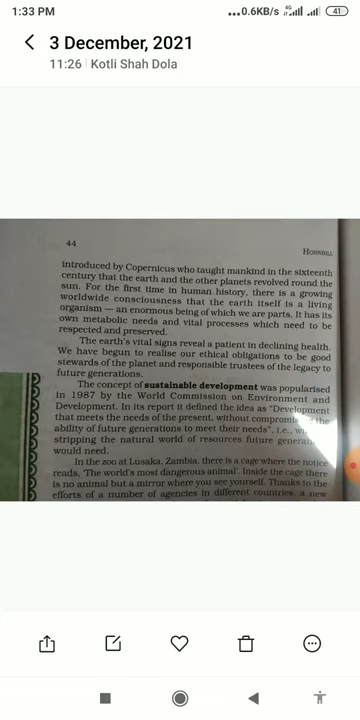 1:33 PM
...0.6KB/s 4G 41
3 December, 2021
11:26 | Kotli Shah Dola
44
HORNBILL
introduced by Copernicus who taught mankind in the sixteenth
century that the earth and the other planets revolved round the
sun. For the first time in human history, there is a growing
worldwide consciousness that the earth itself is a living
organism — an enormous being of which we are parts. It has its
own metabolic needs and vital processes which need to be
respected and preserved.
The earth's vital signs reveal a patient in declining health.
We have begun to realise our ethical obligations to be good
stewards of the planet and responsible trustees of the legacy to
future generations.
The concept of sustainable development was popularised
in 1987 by the World Commission on Environment and
Development. In its report it defined the idea as "Development
that meets the needs of the present, without the
ability of future generations to meet their needs", i.e.,
stripping the natural world of resources future
would need.
In the zoo at Lusaka, Zambia, there is a cage where the notice
reads, 'The world's most dangerous animal'. Inside the cage there
is no animal but a mirror where you see yourself. Thanks to the
efforts of a number of agencies in different countries, a new